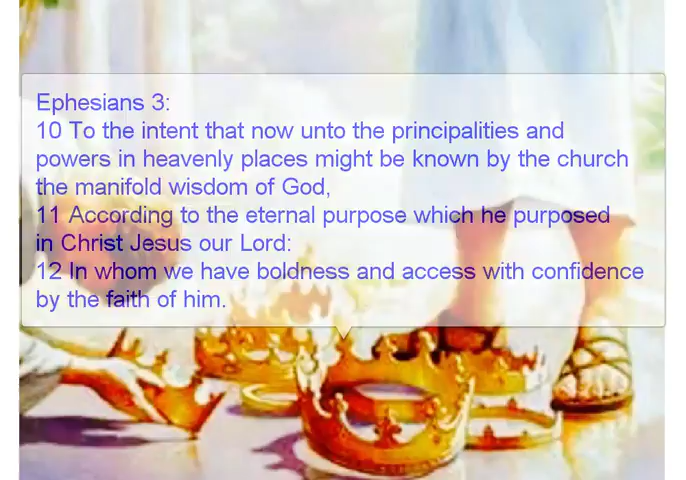 Ephesians 3:
10 To the intent that now unto the principalities and
powers in heavenly places might be known by the church
the manifold wisdom of God,
11 According to the eternal purpose which he purposed
in Christ Jesus our Lord:
12 In whom we have boldness and access with confidence
by the faith of him.